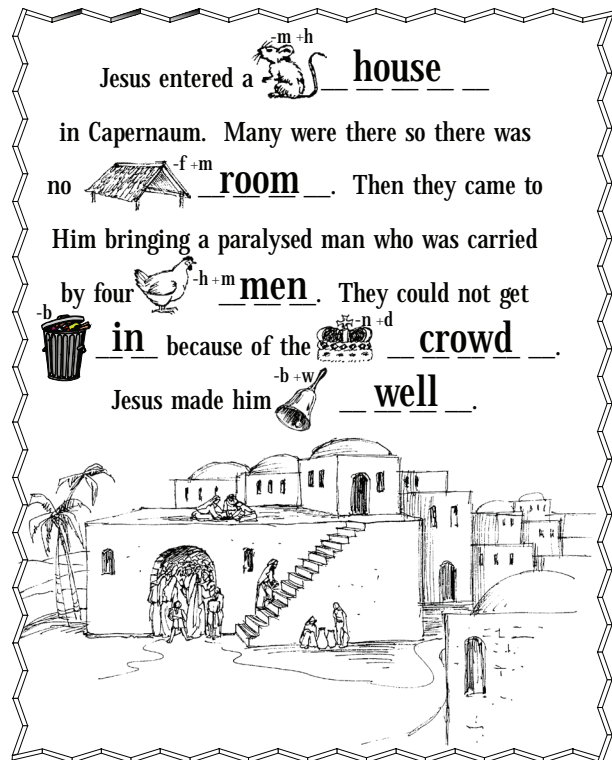 -m +h
Jesus entered a house
in Capernaum. Many were there so there was
no -f +m room. Then they came to
Him bringing a paralysed man who was carried
by four -h +m men. They could not get
-b in because of the -n +d crowd.
Jesus made him -b +w well.